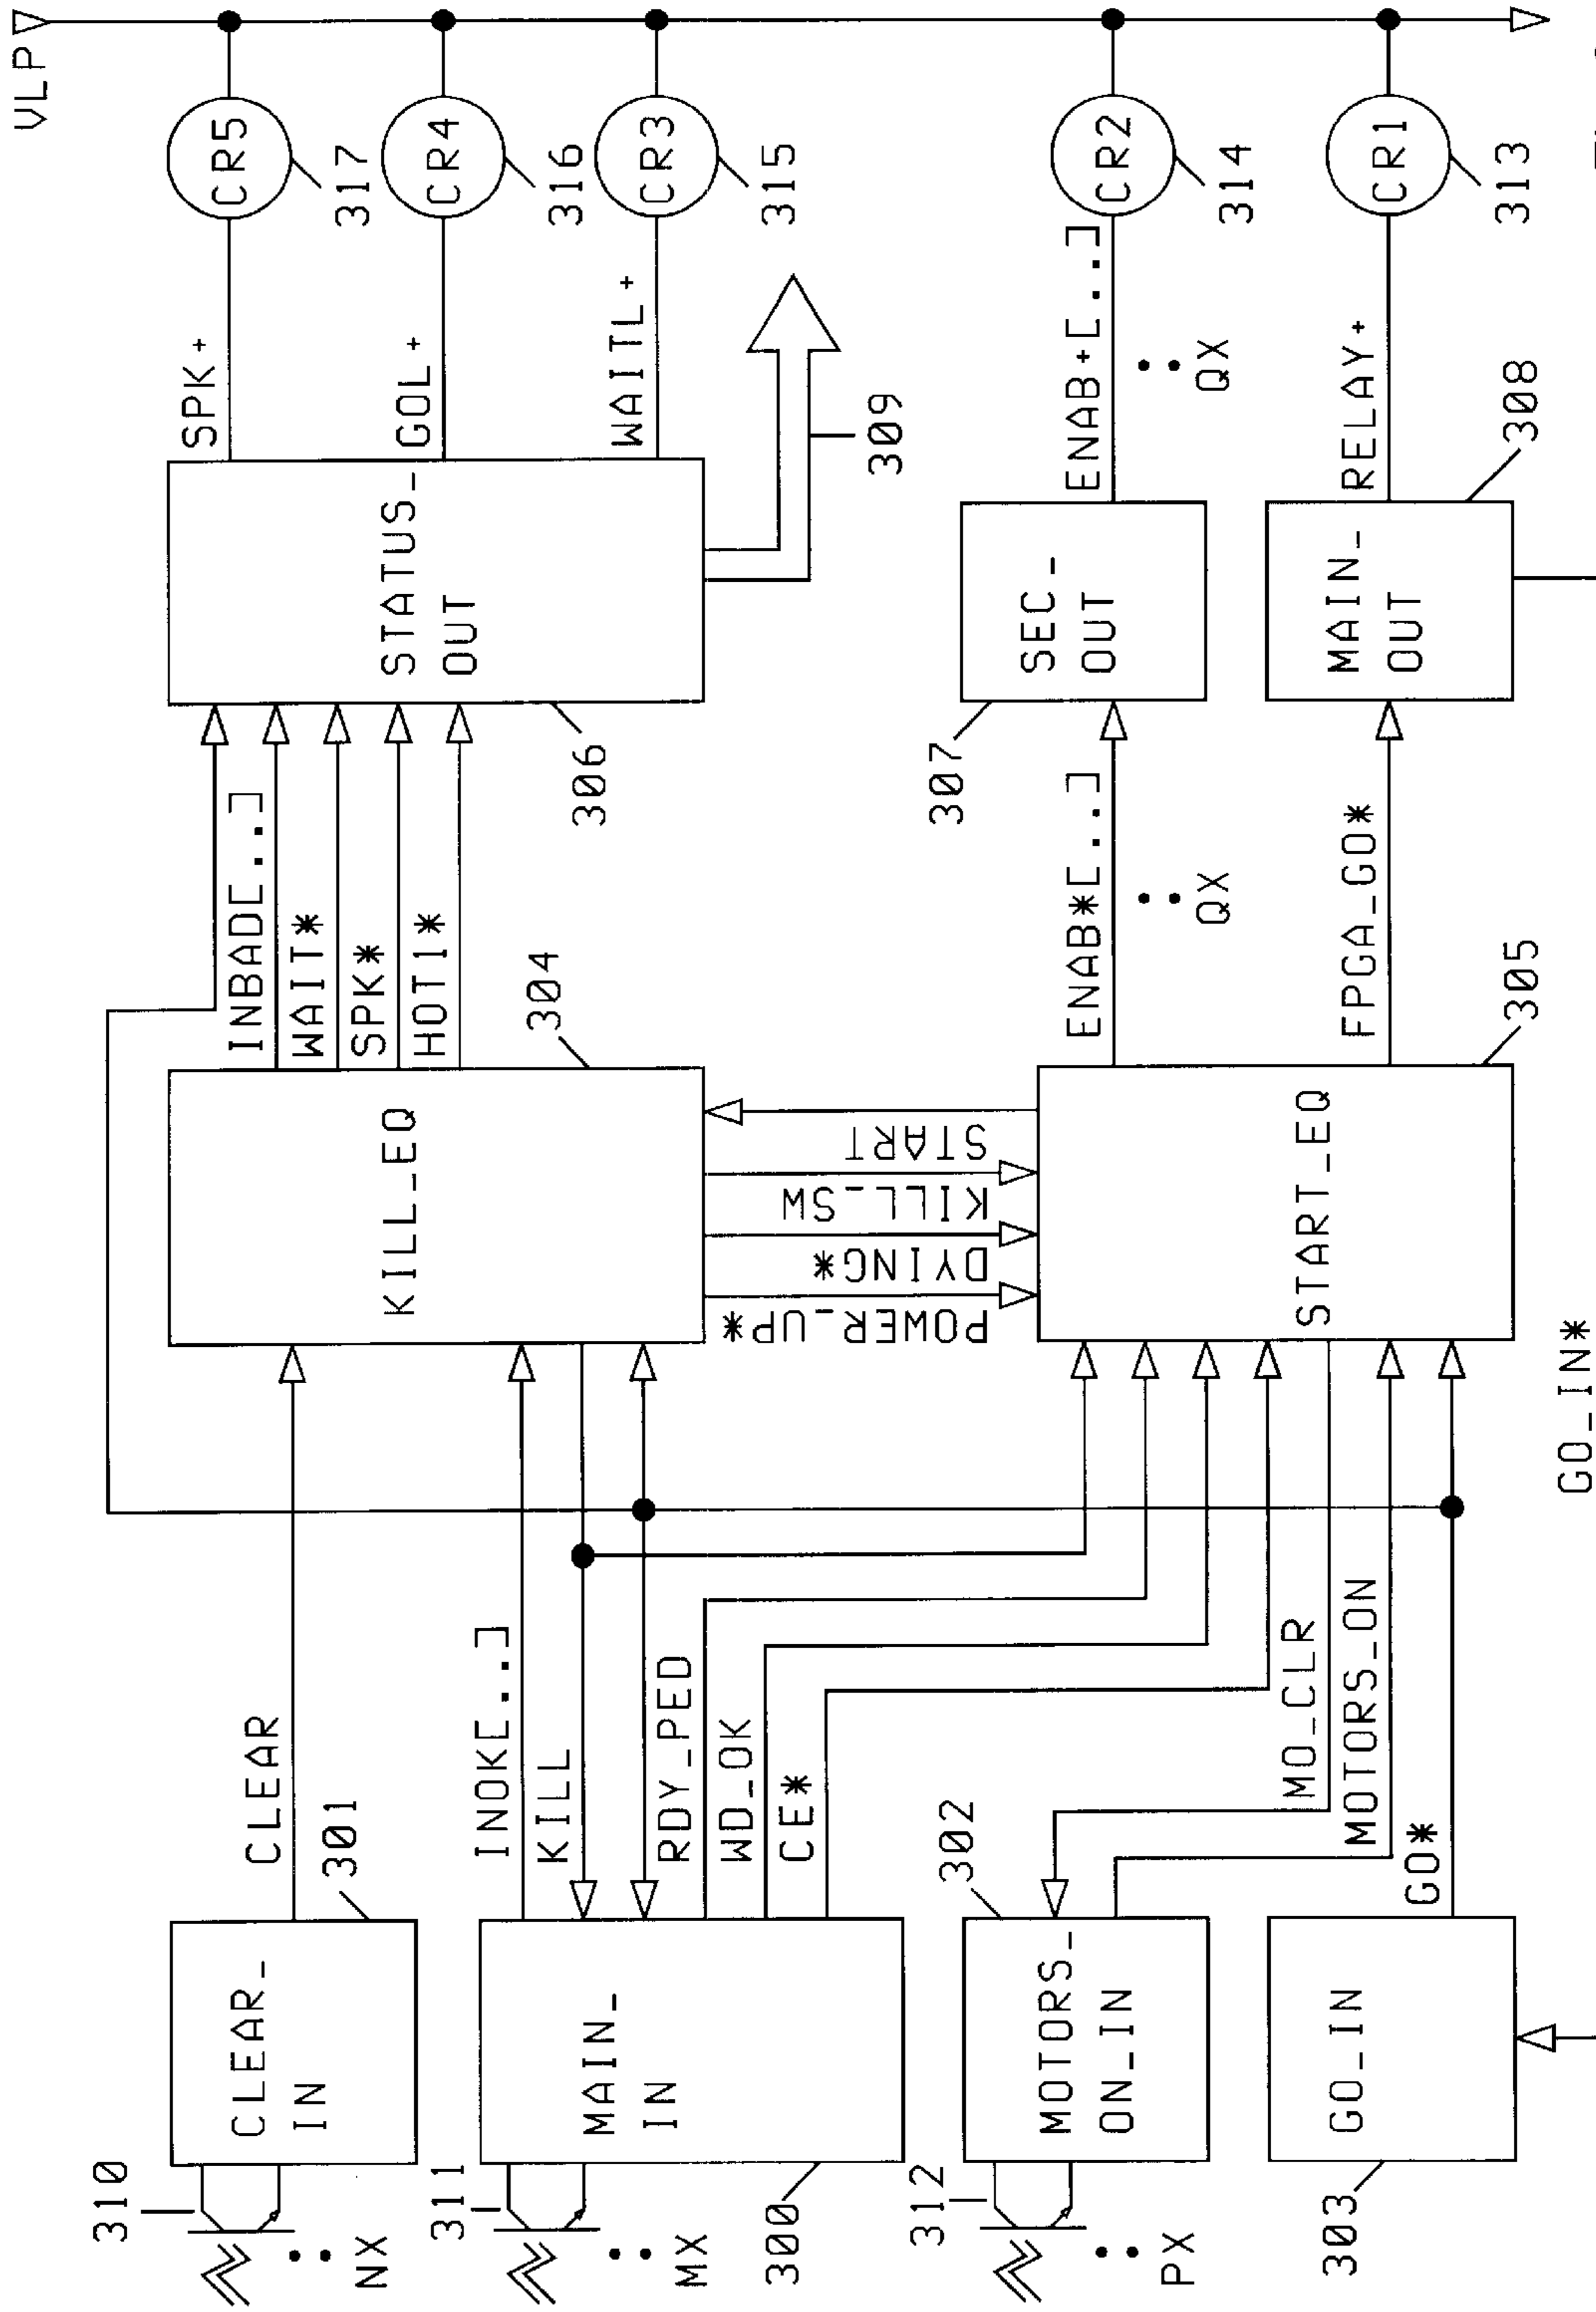 VLP
310
CLEAR_
IN
301
NX
CLEAR
311
MAIN_
IN
300
MX
INOK[..]
KILL
RDY_PED
WD_OK
CE*
312
MOTORS_
ON_IN
302
PX
MO_CLR
MOTORS_ON
GO_IN
303
GO*
GO_IN*
KILL_EQ
304
START
KILL_SW
DYING*
POWER_UP*
START_EQ
305
INBAD[..]
WAIT*
SPK*
HOT1*
STATUS_
OUT
306
309
ENAB*[..]
QX
SEC_
OUT
307
FPGA_GO*
MAIN_
OUT
308
SPK+
CR5
317
GOL+
CR4
316
WAITL+
CR3
315
ENAB+[..]
QX
CR2
314
RELAY+
CR1
313